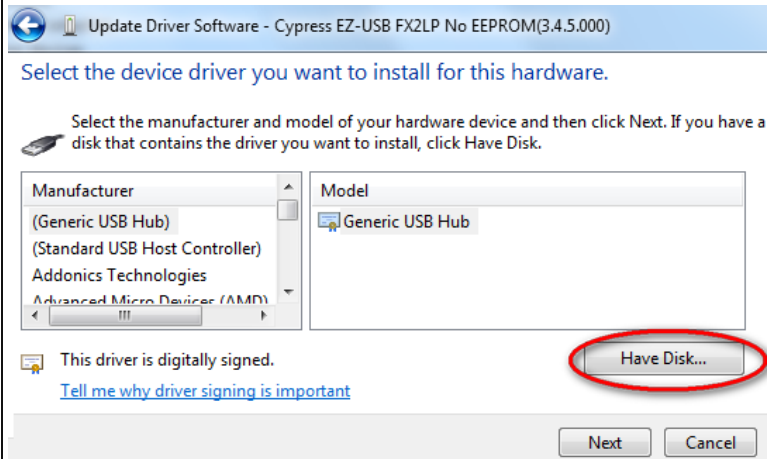 Update Driver Software - Cypress EZ-USB FX2LP No EEPROM(3.4.5.000)
Select the device driver you want to install for this hardware.
Select the manufacturer and model of your hardware device and then click Next. If you have a
disk that contains the driver you want to install, click Have Disk.
Manufacturer
(Generic USB Hub)
(Standard USB Host Controller)
Addonics Technologies
Advanced Micro Devices (AMD)
Model
Generic USB Hub
This driver is digitally signed.
Tell me why driver signing is important
Have Disk...
Next
Cancel